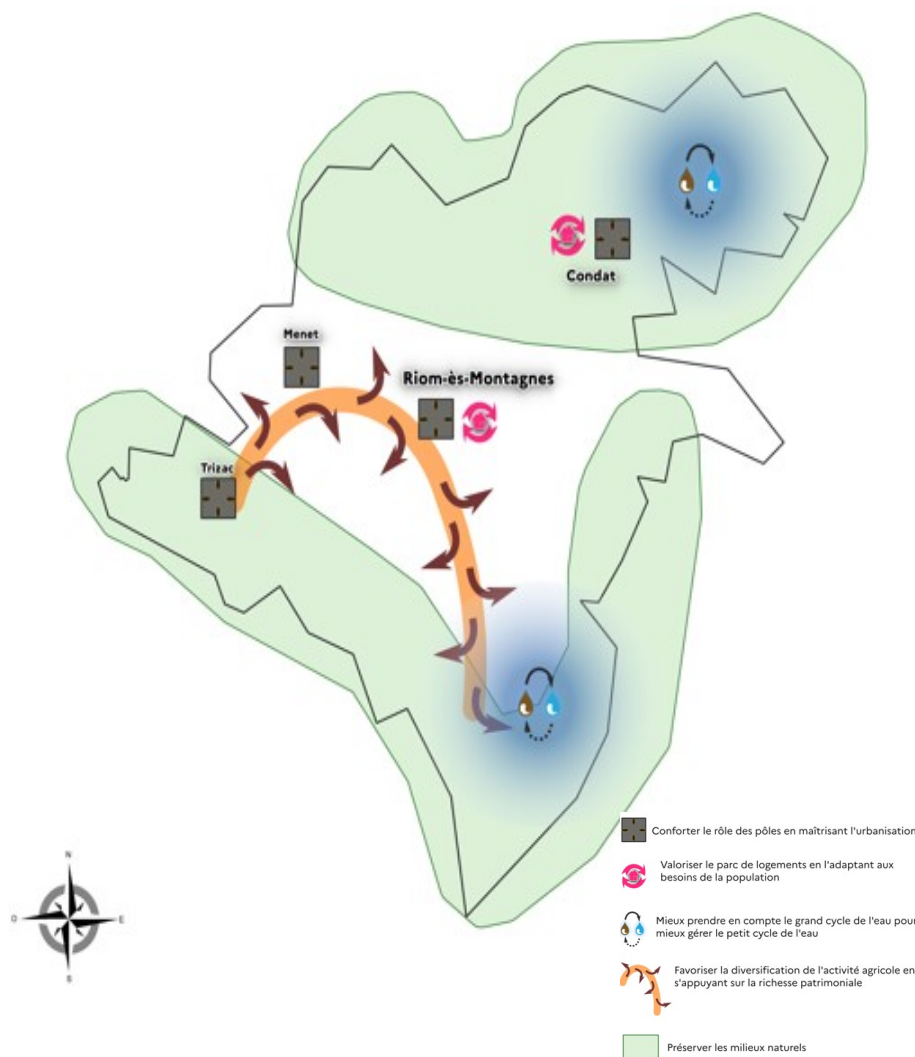 Condat
Menet
Riom-ès-Montagnes
Trizac
N
O
E
S
Conforter le rôle des pôles en maîtrisant l'urbanisation
Valoriser le parc de logements en l'adaptant aux
besoins de la population
Mieux prendre en compte le grand cycle de l'eau pour
mieux gérer le petit cycle de l'eau
Favoriser la diversification de l'activité agricole en
s'appuyant sur la richesse patrimoniale
Préserver les milieux naturels